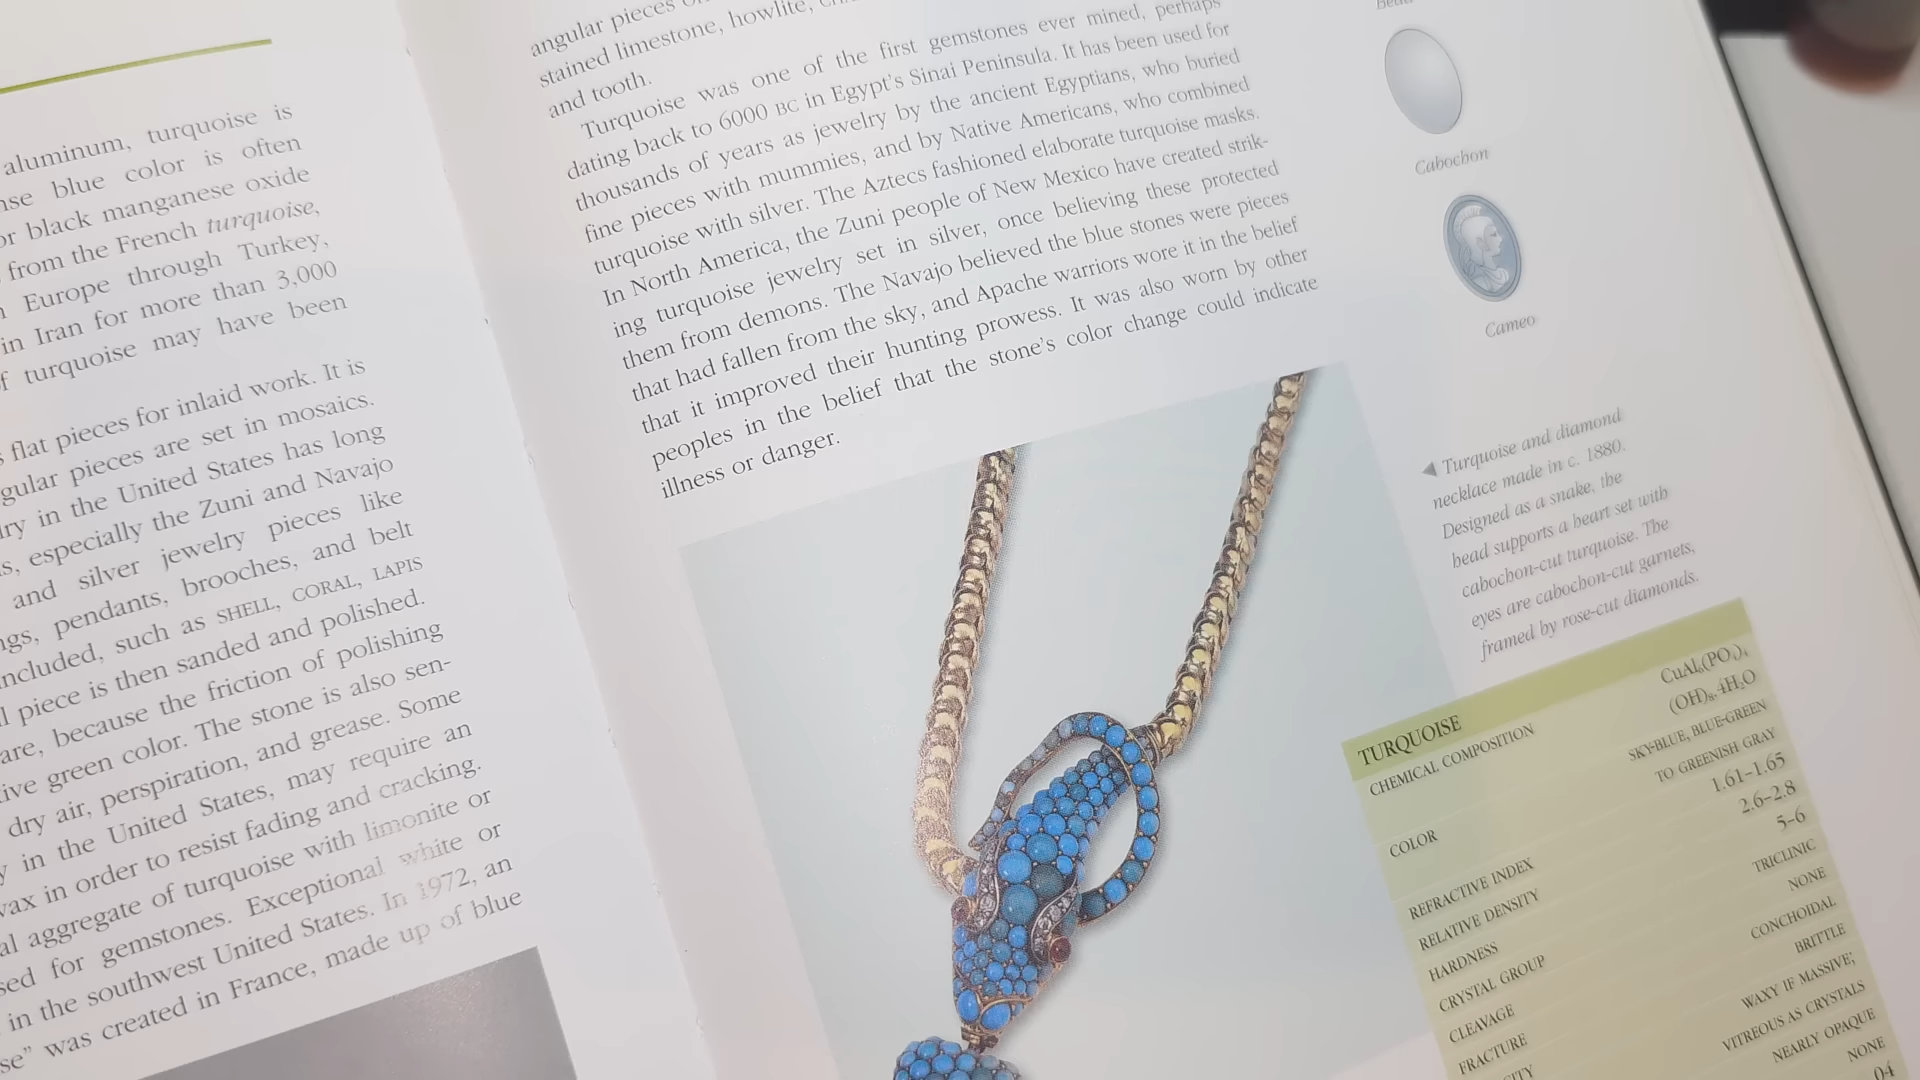 aluminum, turquoise is
blue color is often
or black manganese oxide
from the French turquoise,
Europe through Turkey,
in Iran for more than 3,000
turquoise may have been
flat pieces for inlaid work. It is
pieces are set in mosaics.
in the United States has long
especially the Zuni and Navajo
and silver jewelry pieces like
pendants, brooches, and belt
included, such as SHELL, CORAL, LAPIS
piece is then sanded and polished.
because the friction of polishing
green color. The stone is also sen-
dry air, perspiration, and grease. Some
in the United States, may require an
in order to resist fading and cracking.
aggregate of turquoise with limonite or
for gemstones. Exceptional white or
in the southwest United States. In 1972, an
was created in France, made up of blue
angular pieces
stained limestone, howlite,
and tooth.
Turquoise was one of the first gemstones ever mined, perhaps
dating back to 6000 BC in Egypt's Sinai Peninsula. It has been used for
thousands of years as jewelry by the ancient Egyptians, who buried
fine pieces with mummies, and by Native Americans, who combined
turquoise with silver. The Aztecs fashioned elaborate turquoise masks.
In North America, the Zuni people of New Mexico have created strik-
ing turquoise jewelry set in silver, once believing these protected
them from demons. The Navajo believed the blue stones were pieces
that had fallen from the sky, and Apache warriors wore it in the belief
that it improved their hunting prowess. It was also worn by other
peoples in the belief that the stone's color change could indicate
illness or danger.
Cabochon
Cameo
◀ Turquoise and diamond
necklace made in c. 1880.
Designed as a snake, the
head supports a heart set with
cabochon-cut turquoise. The
eyes are cabochon-cut garnets,
framed by rose-cut diamonds.
TURQUOISE
CHEMICAL COMPOSITION CuAl₆(PO₄)₄
(OH)₈.4H₂O
COLOR SKY-BLUE, BLUE-GREEN
TO GREENISH GRAY
REFRACTIVE INDEX 1.61–1.65
RELATIVE DENSITY 2.6–2.8
HARDNESS 5–6
CRYSTAL GROUP TRICLINIC
CLEAVAGE NONE
FRACTURE CONCHOIDAL
BRITTLE
WAXY IF MASSIVE;
VITREOUS AS CRYSTALS
NEARLY OPAQUE
NONE